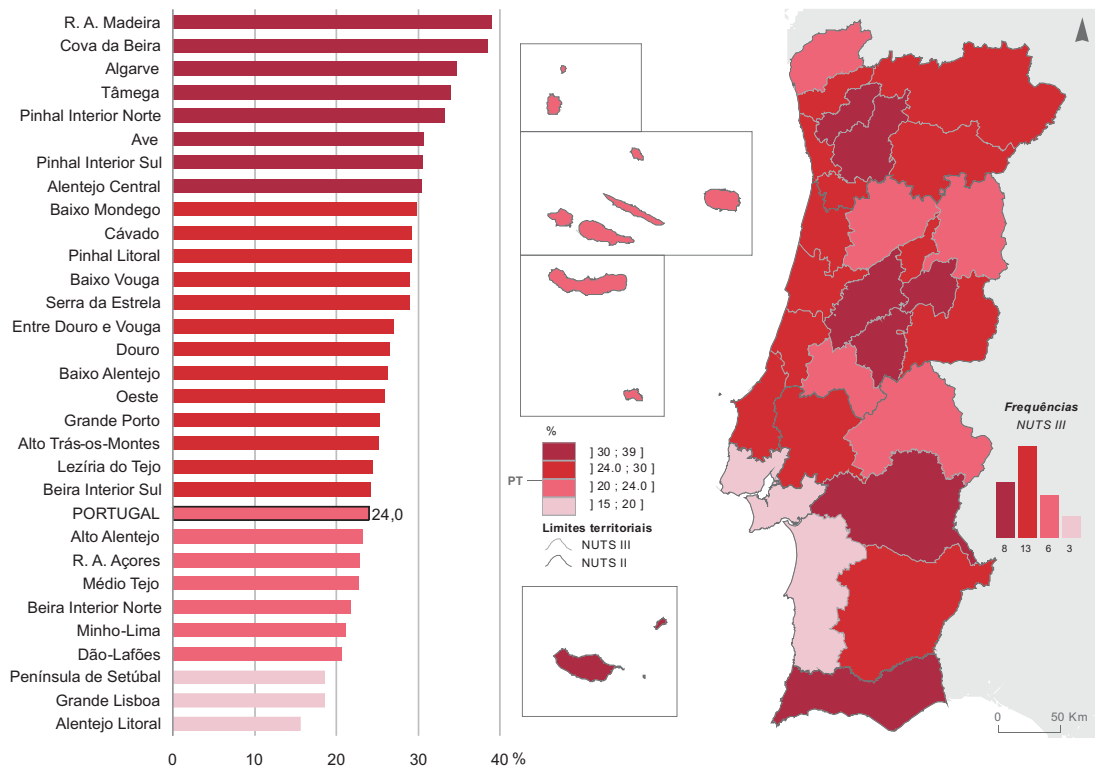 R. A. Madeira
Cova da Beira
Algarve
Tâmega
Pinhal Interior Norte
Ave
Pinhal Interior Sul
Alentejo Central
Baixo Mondego
Cávado
Pinhal Litoral
Baixo Vouga
Serra da Estrela
Entre Douro e Vouga
Douro
Baixo Alentejo
Oeste
Grande Porto
Alto Trás-os-Montes
Lezíria do Tejo
Beira Interior Sul
PORTUGAL 24,0
Alto Alentejo
R. A. Açores
Médio Tejo
Beira Interior Norte
Minho-Lima
Dão-Lafões
Península de Setúbal
Grande Lisboa
Alentejo Litoral
0 10 20 30 40 %
%
] 30 ; 39 ]
] 24.0 ; 30 ]
PT
] 20 ; 24.0 ]
] 15 ; 20 ]
Limites territoriais
NUTS III
NUTS II
Frequências
NUTS III
8 13 6 3
0 50 Km